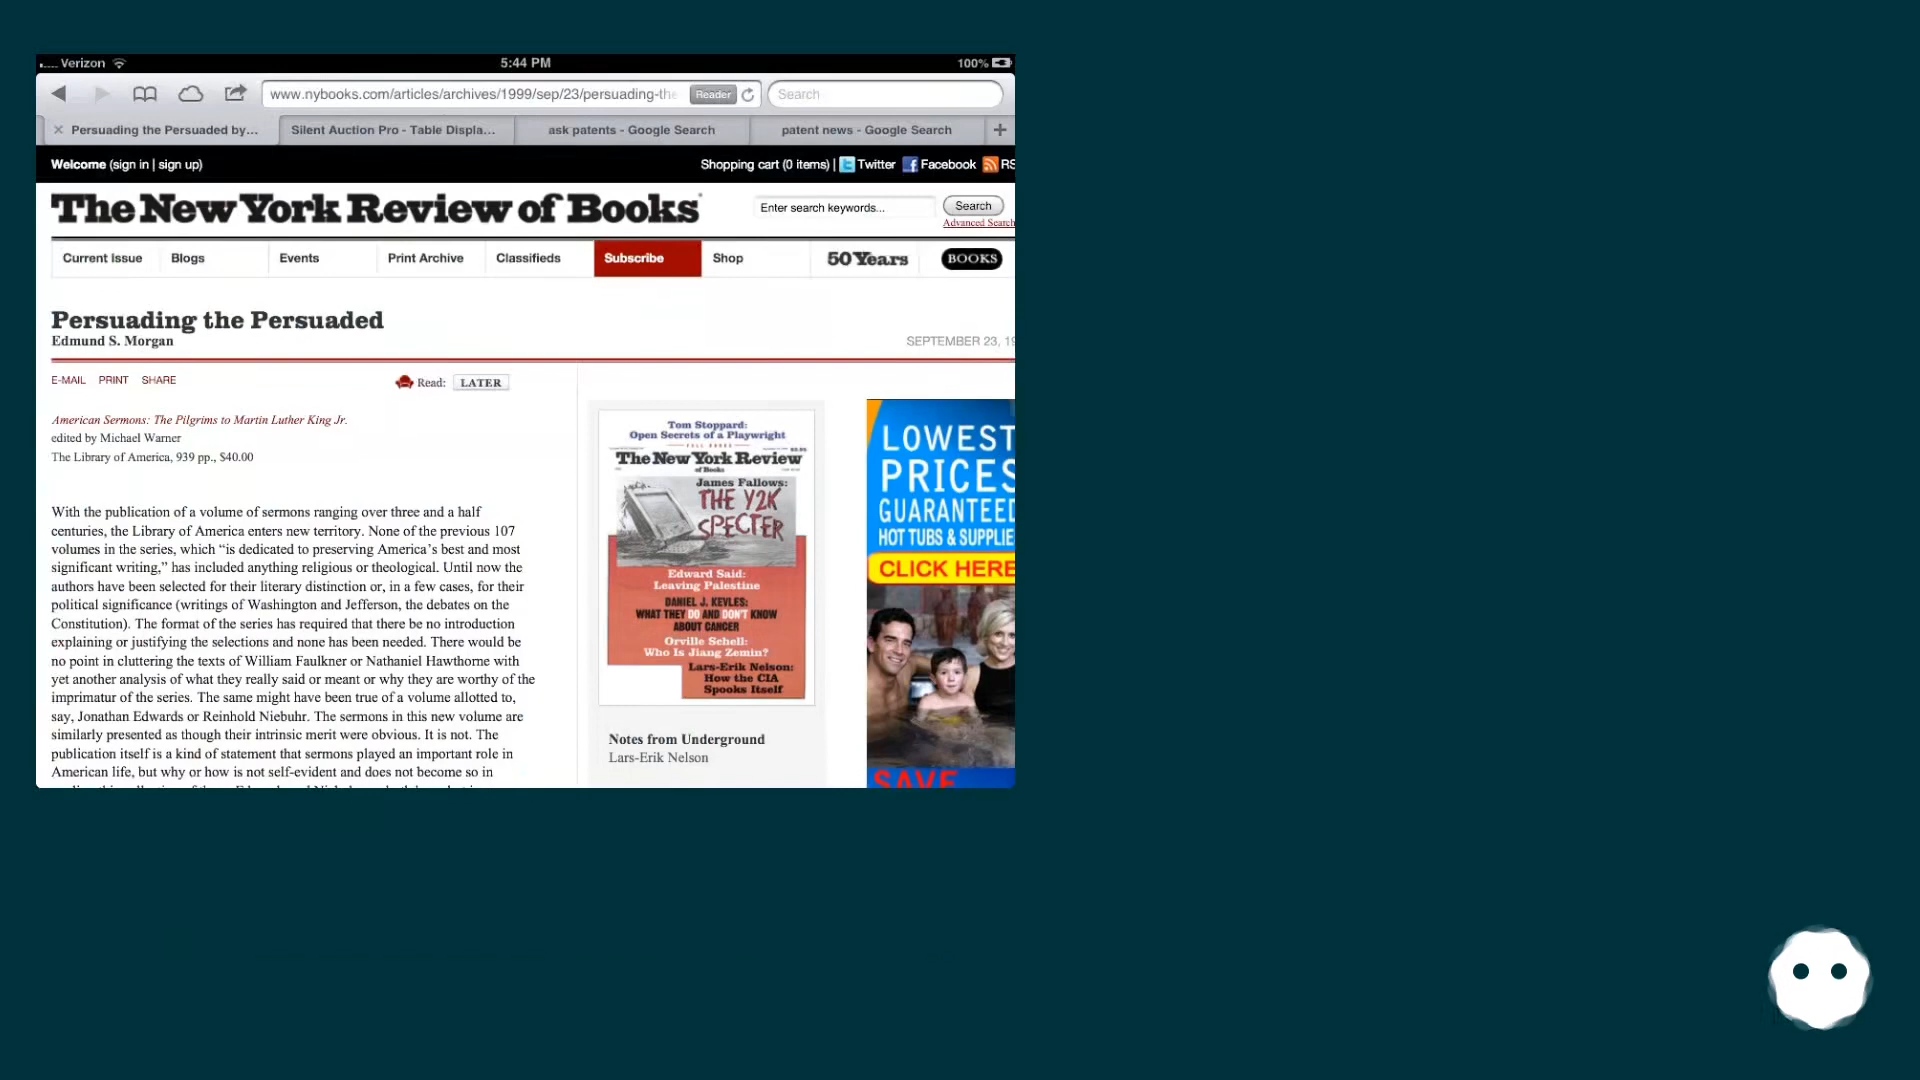 Verizon
5:44 PM
100%
www.nybooks.com/articles/archives/1999/sep/23/persuading-the
Reader
Search
Persuading the Persuaded by...
Silent Auction Pro - Table Displa...
ask patents - Google Search
patent news - Google Search
Welcome (sign in | sign up)
Shopping cart (0 items) | Twitter Facebook RS
The New York Review of Books
Enter search keywords...
Search
Advanced Search
Current Issue
Blogs
Events
Print Archive
Classifieds
Subscribe
Shop
50 Years
BOOKS
Persuading the Persuaded
Edmund S. Morgan
SEPTEMBER 23, 19
E-MAIL PRINT SHARE
Read: LATER
American Sermons: The Pilgrims to Martin Luther King Jr.
edited by Michael Warner
The Library of America, 939 pp., $40.00
With the publication of a volume of sermons ranging over three and a half
centuries, the Library of America enters new territory. None of the previous 107
volumes in the series, which “is dedicated to preserving America’s best and most
significant writing,” has included anything religious or theological. Until now the
authors have been selected for their literary distinction or, in a few cases, for their
political significance (writings of Washington and Jefferson, the debates on the
Constitution). The format of the series has required that there be no introduction
explaining or justifying the selections and none has been needed. There would be
no point in cluttering the texts of William Faulkner or Nathaniel Hawthorne with
yet another analysis of what they really said or meant or why they are worthy of the
imprimatur of the series. The same might have been true of a volume allotted to,
say, Jonathan Edwards or Reinhold Niebuhr. The sermons in this new volume are
similarly presented as though their intrinsic merit were obvious. It is not. The
publication itself is a kind of statement that sermons played an important role in
American life, but why or how is not self-evident and does not become so in
Tom Stoppard:
Open Secrets of a Playwright
The New York Review
of Books
James Fallows:
THE Y2K
SPECTER
Edward Said:
Leaving Palestine
DANIEL J. KEVLES:
WHAT THEY DO AND DON'T KNOW
ABOUT CANCER
Orville Schell:
Who Is Jiang Zemin?
Lars-Erik Nelson:
How the CIA
Spooks Itself
Notes from Underground
Lars-Erik Nelson
LOWEST
PRICES
GUARANTEED
HOT TUBS & SUPPLIE
CLICK HERE
SAVE